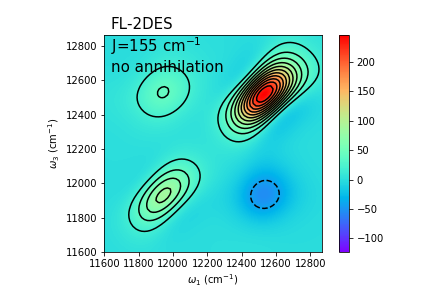 FL-2DES
J=155 cm⁻¹
no annihilation
12800
12600
12400
12200
12000
11800
11600
ω₃ (cm⁻¹)
11600 11800 12000 12200 12400 12600 12800
ω₁ (cm⁻¹)
200
150
100
50
0
−50
−100